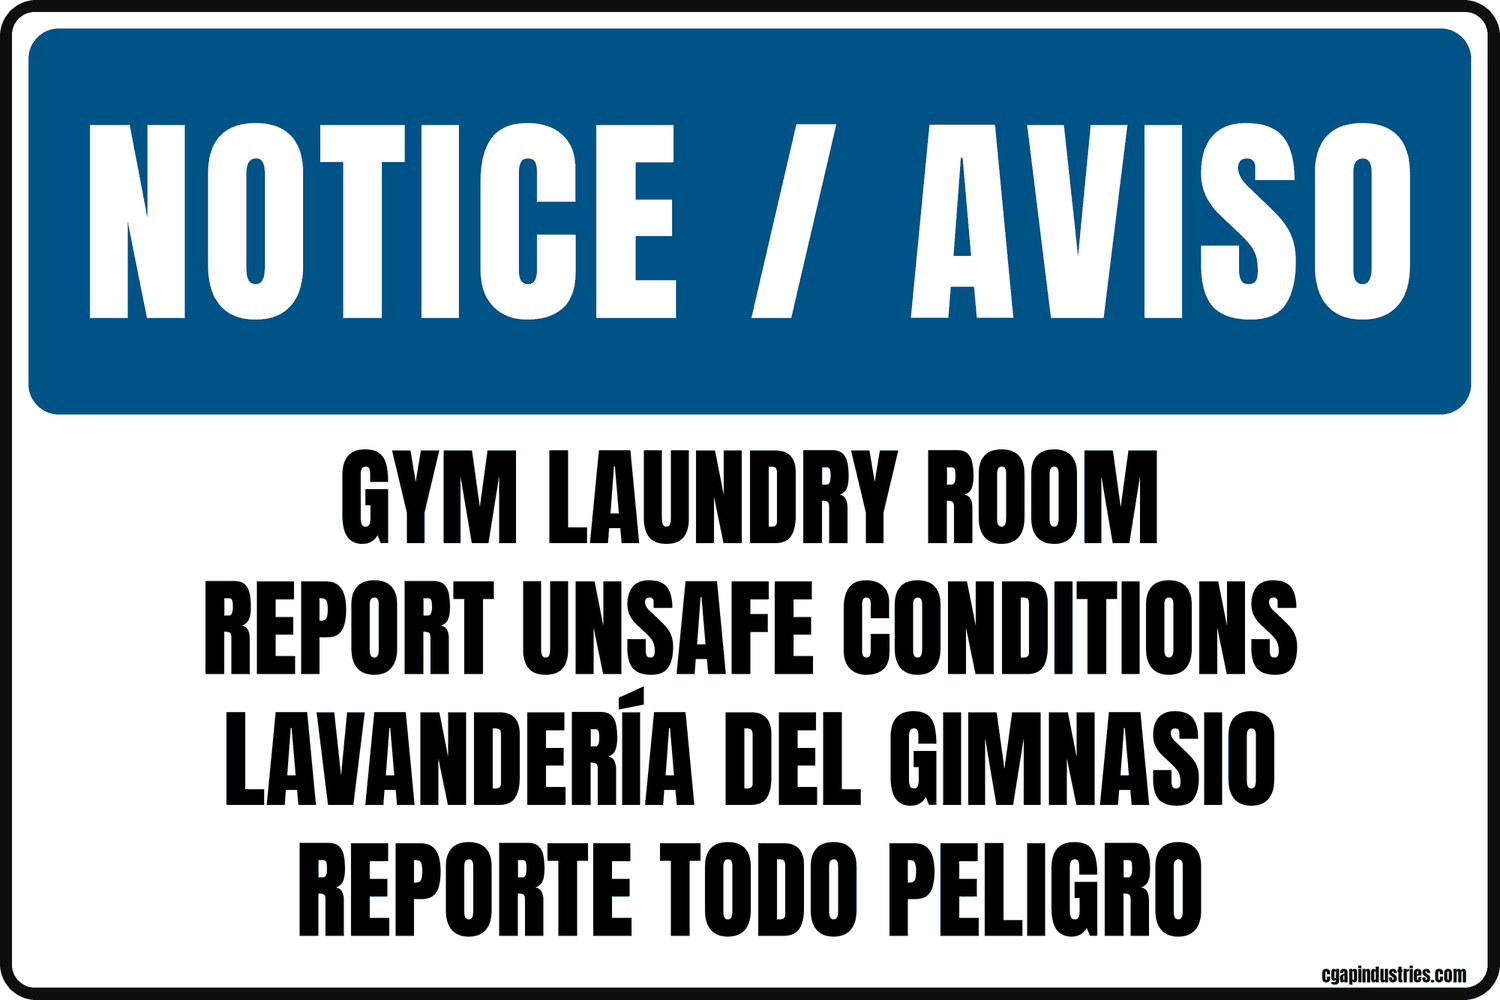 NOTICE / AVISO
GYM LAUNDRY ROOM
REPORT UNSAFE CONDITIONS
LAVANDERÍA DEL GIMNASIO
REPORTE TODO PELIGRO
cgapindustries.com